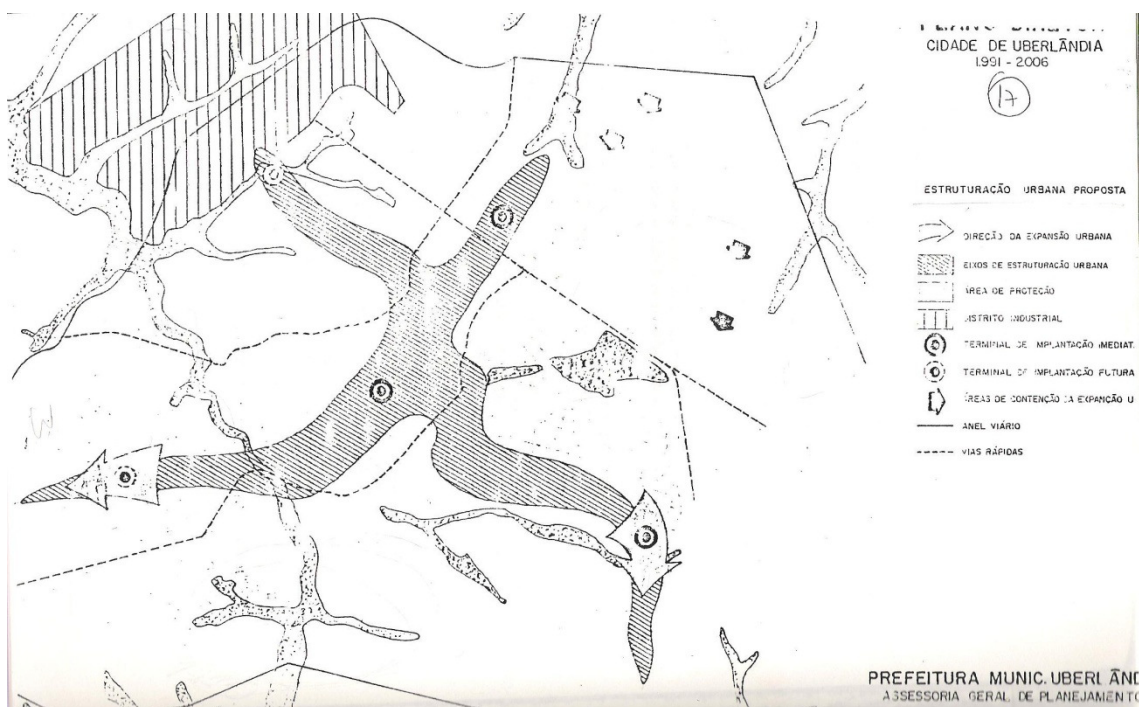 CIDADE DE UBERLÂNDIA
1991 - 2006
17
ESTRUTURAÇÃO URBANA PROPOSTA
DIREÇÃO DA EXPANSÃO URBANA
EIXOS DE ESTRUTURAÇÃO URBANA
ÁREA DE PROTEÇÃO
DISTRITO INDUSTRIAL
TERMINAL DE IMPLANTAÇÃO IMEDIAT
TERMINAL DE IMPLANTAÇÃO FUTURA
ÁREAS DE CONTENÇÃO DA EXPANÇÃO U
ANEL VIÁRIO
VIAS RÁPIDAS
PREFEITURA MUNIC. UBERLÂND
ASSESSORIA GERAL DE PLANEJAMENTO